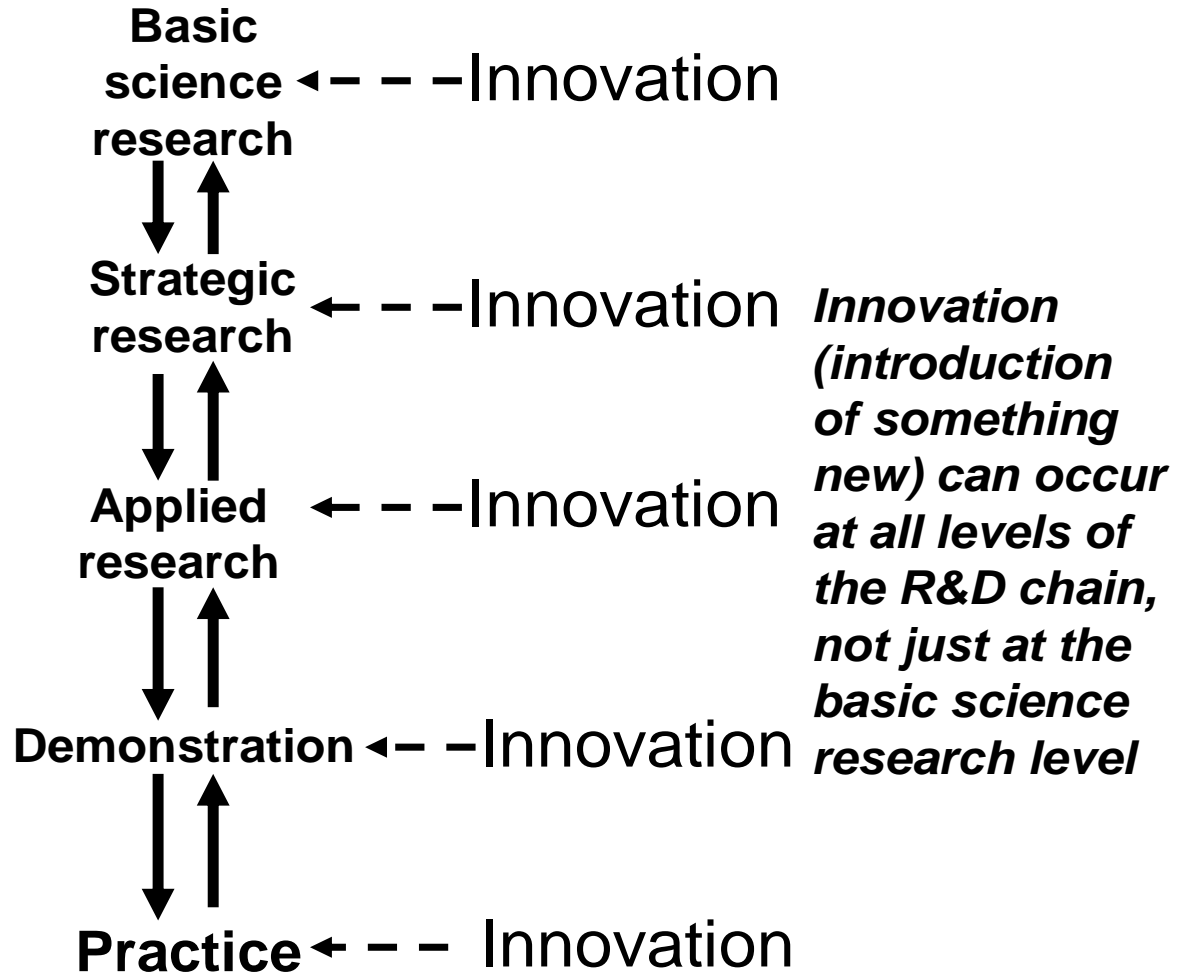 Basic
science
research
Innovation
Strategic
research
Innovation
Applied
research
Innovation
Demonstration
Innovation
Practice
Innovation
Innovation
(introduction
of something
new) can occur
at all levels of
the R&D chain,
not just at the
basic science
research level